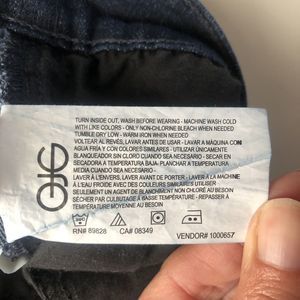 TURN INSIDE OUT, WASH BEFORE WEARING - MACHINE WASH COLD
WITH LIKE COLORS - ONLY NON-CHLORINE BLEACH WHEN NEEDED
TUMBLE DRY LOW - WARM IRON WHEN NEEDED
VOLTEAR AL REVÉS, LAVAR ANTES DE USAR - LAVAR A MÁQUINA CON
AGUA FRÍA Y CON COLORES SIMILARES - UTILIZAR ÚNICAMENTE
BLANQUEADOR SIN CLORO CUANDO SEA NECESARIO - SECAR EN
SECADORA A TEMPERATURA BAJA - PLANCHAR A TEMPERATURA
MEDIA CUANDO SEA NECESARIO
LAVER À L'ENVERS, LAVER AVANT DE PORTER - LAVER À LA MACHINE
À L'EAU FROIDE AVEC DES COULEURS SIMILAIRES - UTILISER
SEULEMENT UN AGENT DE BLANCHIMENT NON CHLORÉ AU BESOIN
SÉCHER PAR CULBUTAGE À BASSE TEMPÉRATURE - REPASSER À
TEMPÉRATURE MOYENNE AU BESOIN
RN# 89828 CA# 08349 VENDOR# 1000657